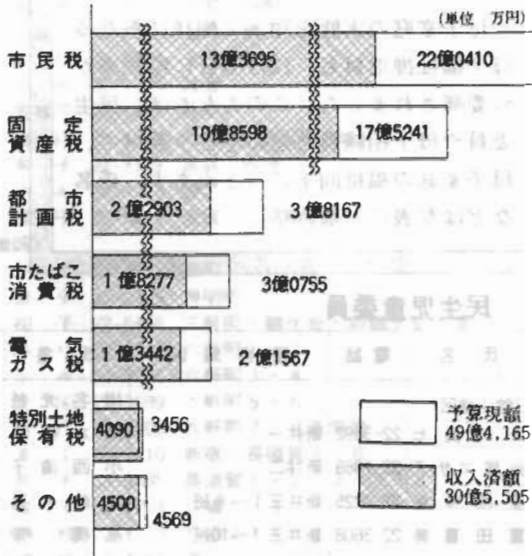 (単位 万円)
市民税 13億3695 22億0410
固定資産税 10億8598 17億5241
都市計画税 2億2903 3億8167
市たばこ消費税 1億8277 3億0755
電気ガス税 1億3442 2億1567
特別土地保有税 4090 3456
その他 4500 4569
予算現額
49億4.165
収入済額
30億5.505